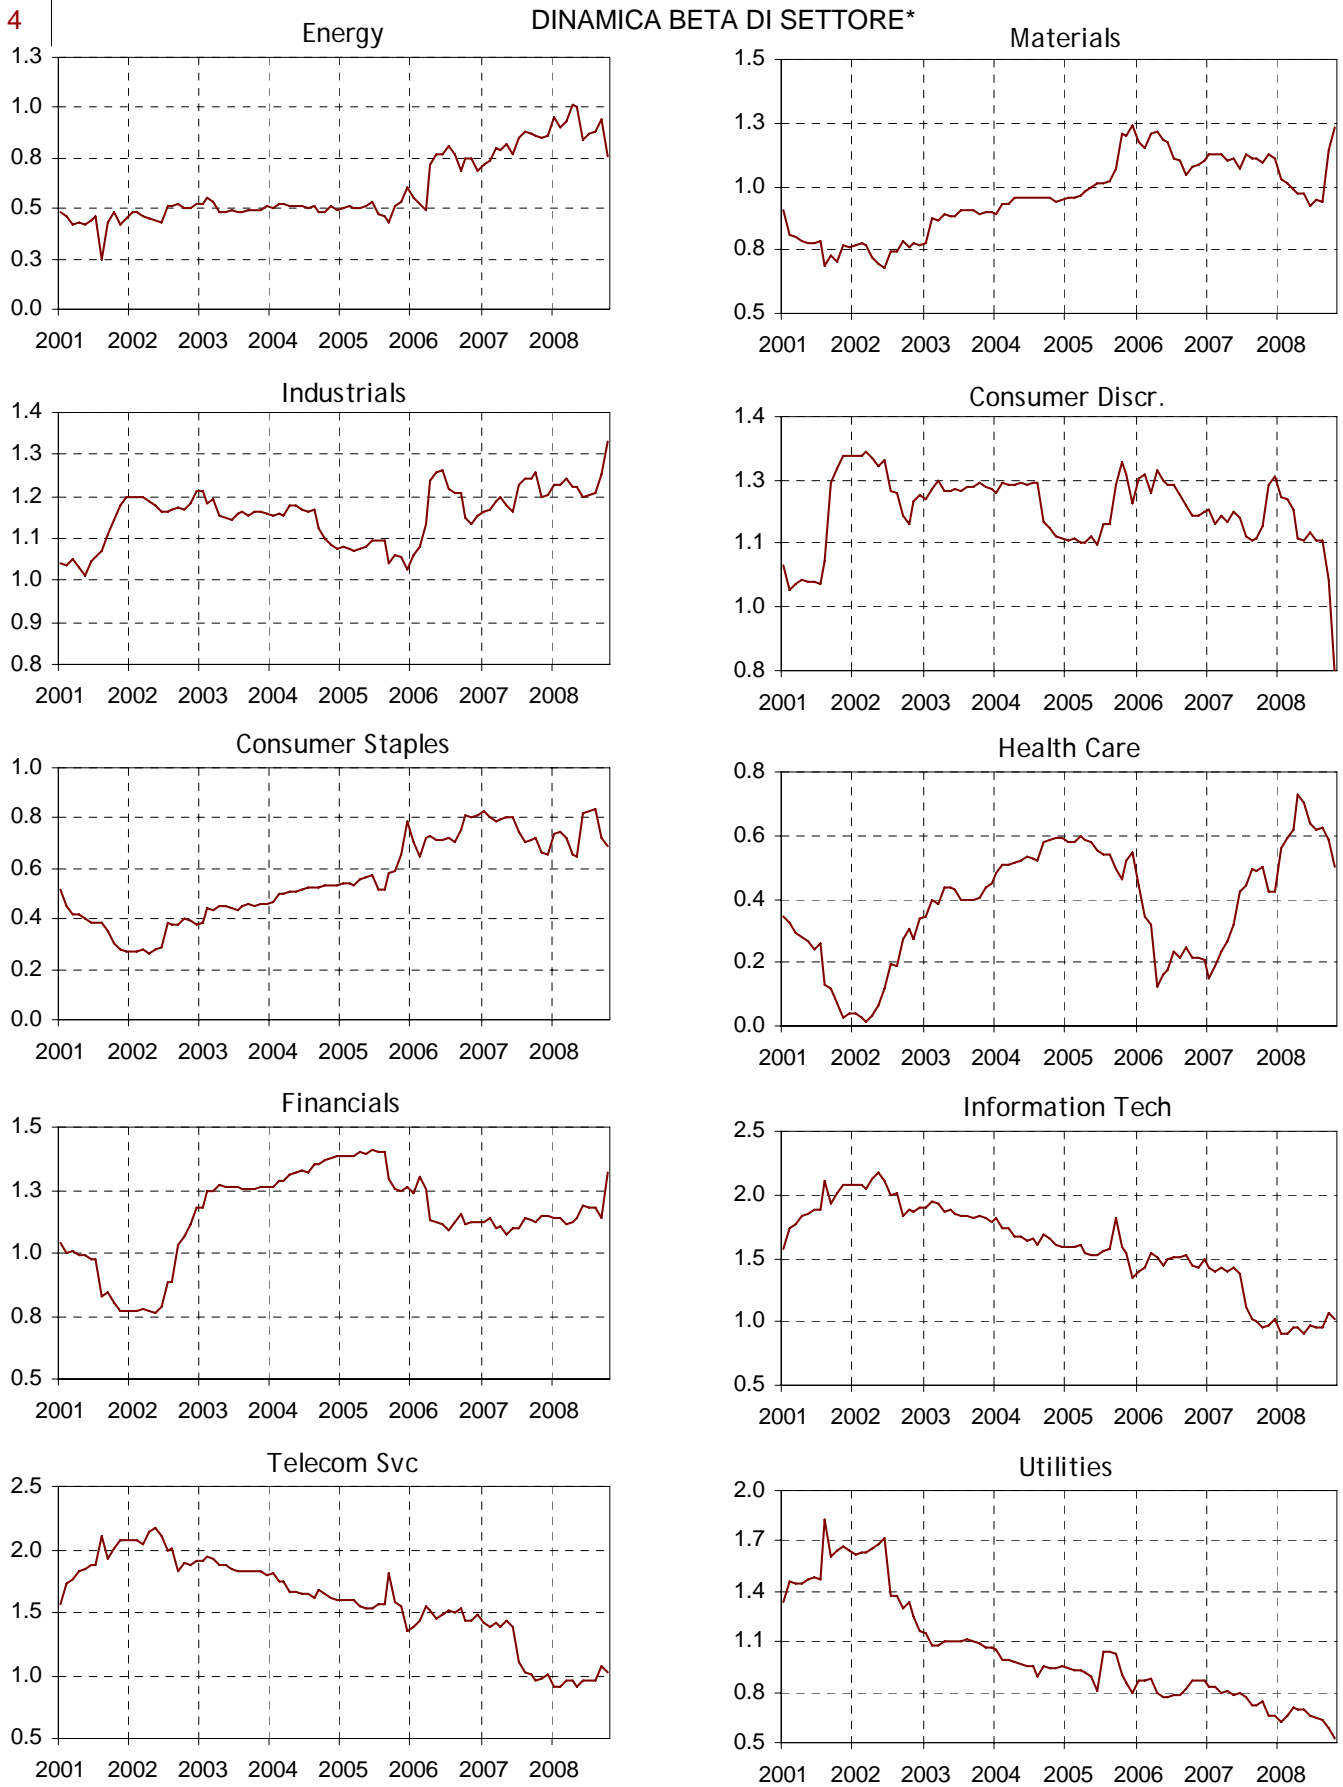 4
DINAMICA BETA DI SETTORE*
Energy
1.3
1.0
0.8
0.5
0.3
0.0
2001 2002 2003 2004 2005 2006 2007 2008
Materials
1.5
1.3
1.0
0.8
0.5
2001 2002 2003 2004 2005 2006 2007 2008
Industrials
1.4
1.3
1.2
1.1
1.0
0.9
0.8
2001 2002 2003 2004 2005 2006 2007 2008
Consumer Discr.
1.4
1.3
1.1
1.0
0.8
2001 2002 2003 2004 2005 2006 2007 2008
Consumer Staples
1.0
0.8
0.6
0.4
0.2
0.0
2001 2002 2003 2004 2005 2006 2007 2008
Health Care
0.8
0.6
0.4
0.2
0.0
2001 2002 2003 2004 2005 2006 2007 2008
Financials
1.5
1.3
1.0
0.8
0.5
2001 2002 2003 2004 2005 2006 2007 2008
Information Tech
2.5
2.0
1.5
1.0
0.5
2001 2002 2003 2004 2005 2006 2007 2008
Telecom Svc
2.5
2.0
1.5
1.0
0.5
2001 2002 2003 2004 2005 2006 2007 2008
Utilities
2.0
1.7
1.4
1.1
0.8
0.5
2001 2002 2003 2004 2005 2006 2007 2008